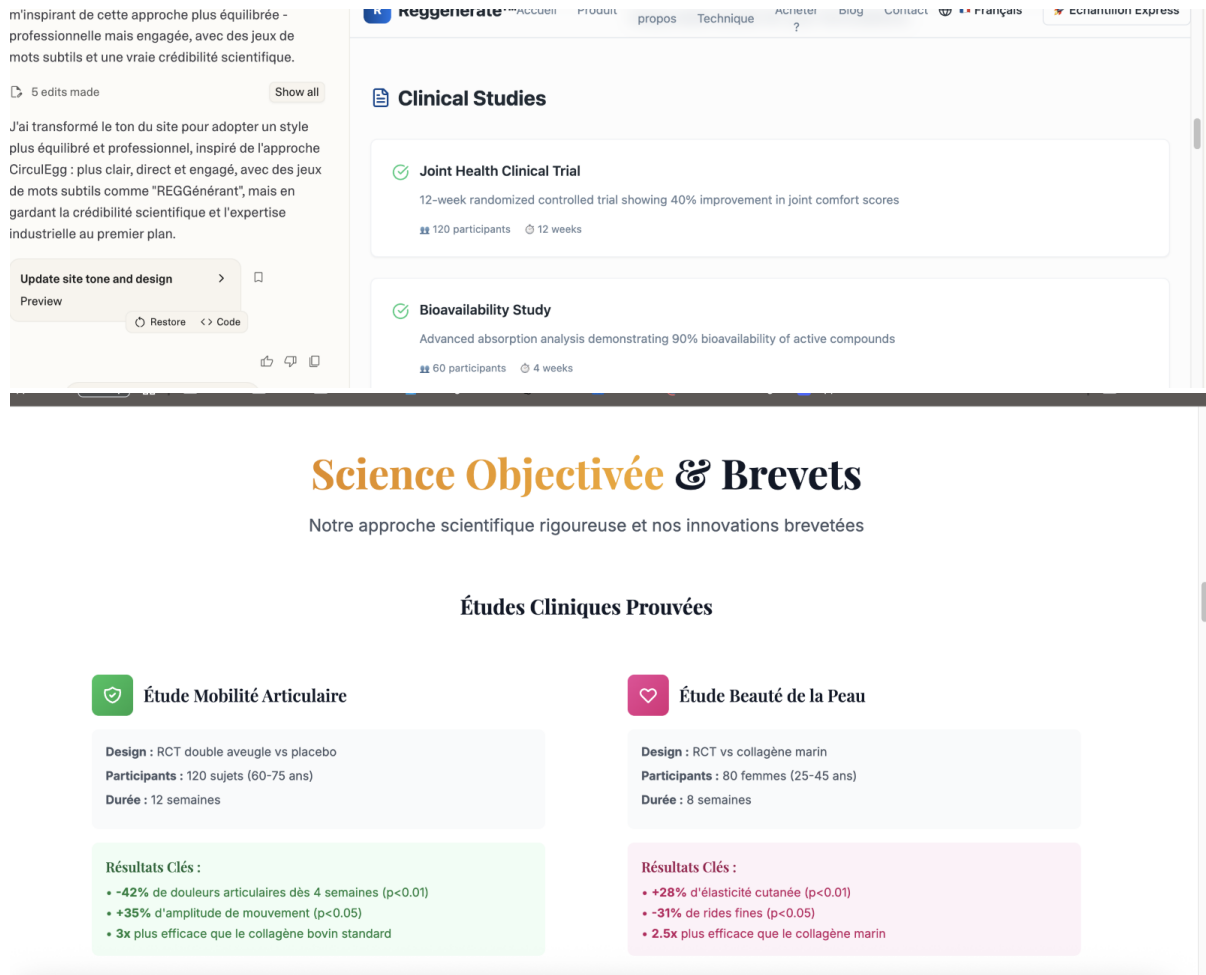 m'inspirant de cette approche plus équilibrée -
professionnelle mais engagée, avec des jeux de
mots subtils et une vraie crédibilité scientifique.
5 edits made
Show all
J'ai transformé le ton du site pour adopter un style
plus équilibré et professionnel, inspiré de l'approche
CirculEgg : plus clair, direct et engagé, avec des jeux
de mots subtils comme "REGGénérant", mais en
gardant la crédibilité scientifique et l'expertise
industrielle au premier plan.
Update site tone and design
Preview
Restore
Code
Reggenerate
Accueil
Produit
propos
Technique
Acheter
?
Blog
Contact
Français
Échantillon Express
Clinical Studies
Joint Health Clinical Trial
12-week randomized controlled trial showing 40% improvement in joint comfort scores
120 participants
12 weeks
Bioavailability Study
Advanced absorption analysis demonstrating 90% bioavailability of active compounds
60 participants
4 weeks
Science Objectivée & Brevets
Notre approche scientifique rigoureuse et nos innovations brevetées
Études Cliniques Prouvées
Étude Mobilité Articulaire
Design : RCT double aveugle vs placebo
Participants : 120 sujets (60-75 ans)
Durée : 12 semaines
Résultats Clés :
• -42% de douleurs articulaires dès 4 semaines (p<0.01)
• +35% d'amplitude de mouvement (p<0.05)
• 3x plus efficace que le collagène bovin standard
Étude Beauté de la Peau
Design : RCT vs collagène marin
Participants : 80 femmes (25-45 ans)
Durée : 8 semaines
Résultats Clés :
• +28% d'élasticité cutanée (p<0.01)
• -31% de rides fines (p<0.05)
• 2.5x plus efficace que le collagène marin